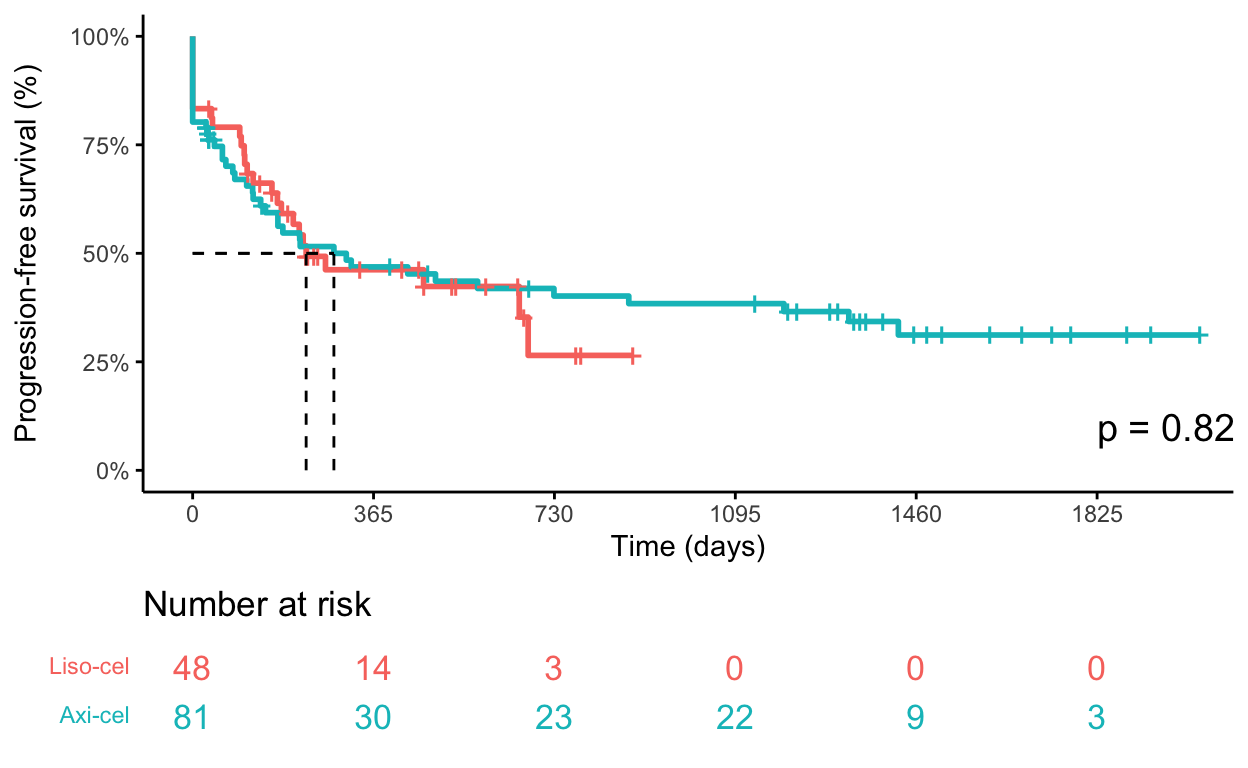 Progression-free survival (%)
100%
75%
50%
25%
0%
p = 0.82
0 365 730 1095 1460 1825
Time (days)
Number at risk
Liso-cel 48 14 3 0 0 0
Axi-cel 81 30 23 22 9 3